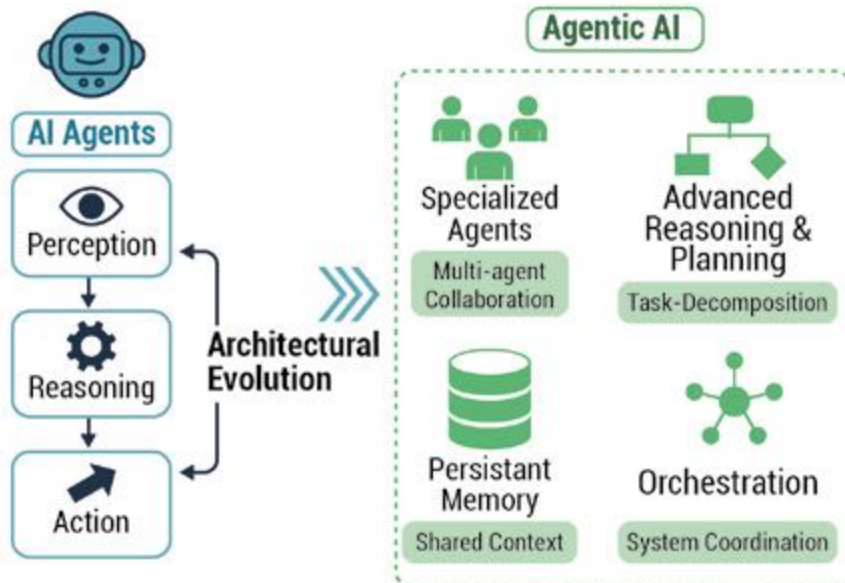 AI Agents
Perception
Reasoning
Action
Architectural
Evolution
Agentic AI
Specialized
Agents
Multi-agent
Collaboration
Advanced
Reasoning &
Planning
Task-Decomposition
Persistant
Memory
Shared Context
Orchestration
System Coordination